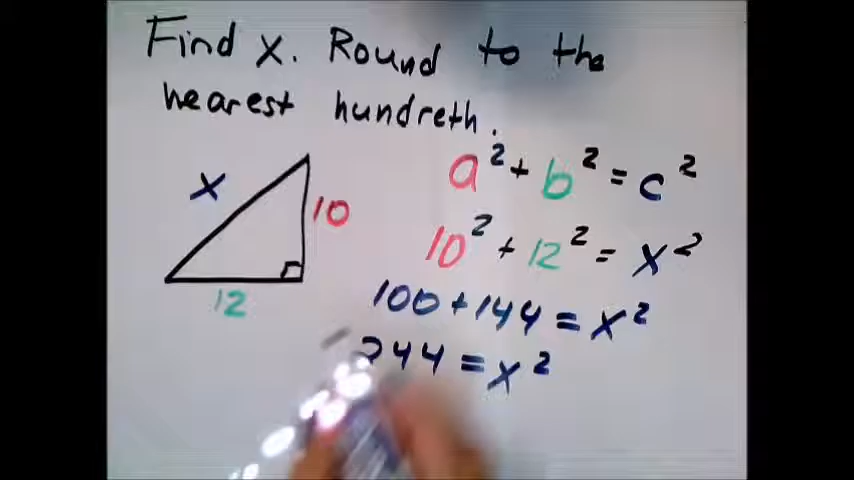 Find x. Round to the
nearest hundreth.
a² + b² = c²
x
10
10² + 12² = x²
12
100 + 144 = x²
244 = x²